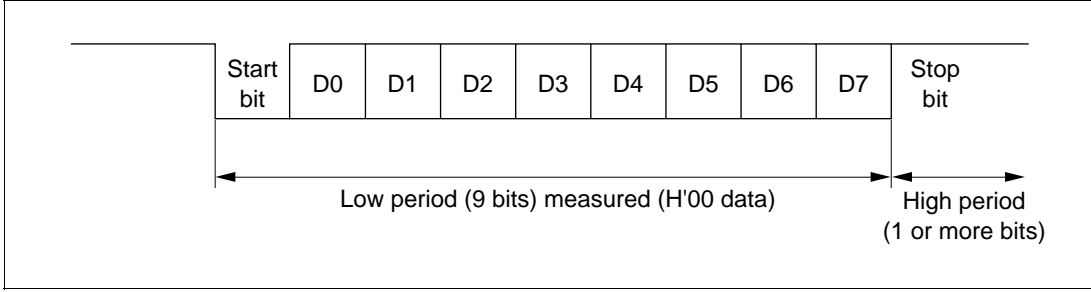 Start bit D0 D1 D2 D3 D4 D5 D6 D7 Stop bit
Low period (9 bits) measured (H'00 data)
High period
(1 or more bits)